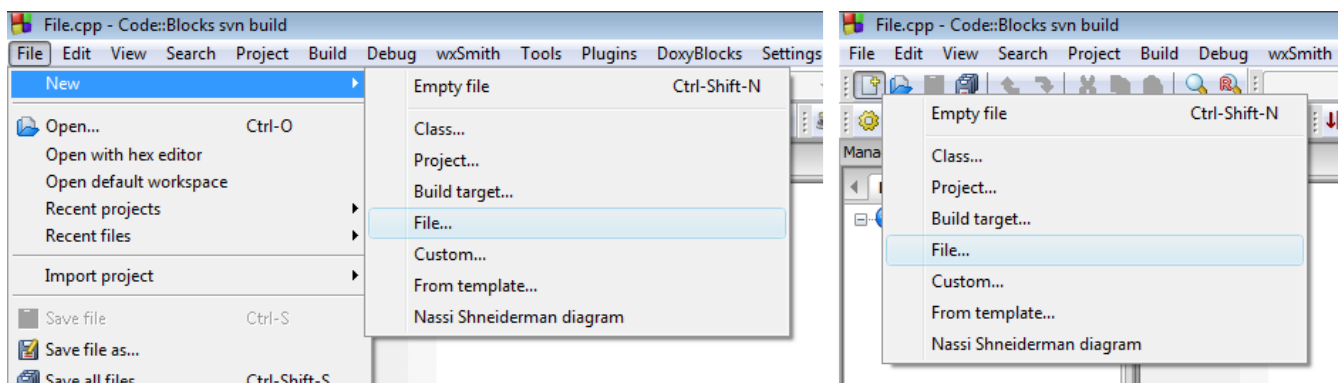 File.cpp - Code::Blocks svn build
File Edit View Search Project Build Debug wxSmith Tools Plugins DoxyBlocks Settings
New
Open... Ctrl-O
Open with hex editor
Open default workspace
Recent projects
Recent files
Import project
Save file Ctrl-S
Save file as...
Save all files Ctrl-Shift-S
Empty file Ctrl-Shift-N
Class...
Project...
Build target...
File...
Custom...
From template...
Nassi Shneiderman diagram
File.cpp - Code::Blocks svn build
File Edit View Search Project Build Debug wxSmith
Mana
Empty file Ctrl-Shift-N
Class...
Project...
Build target...
File...
Custom...
From template...
Nassi Shneiderman diagram